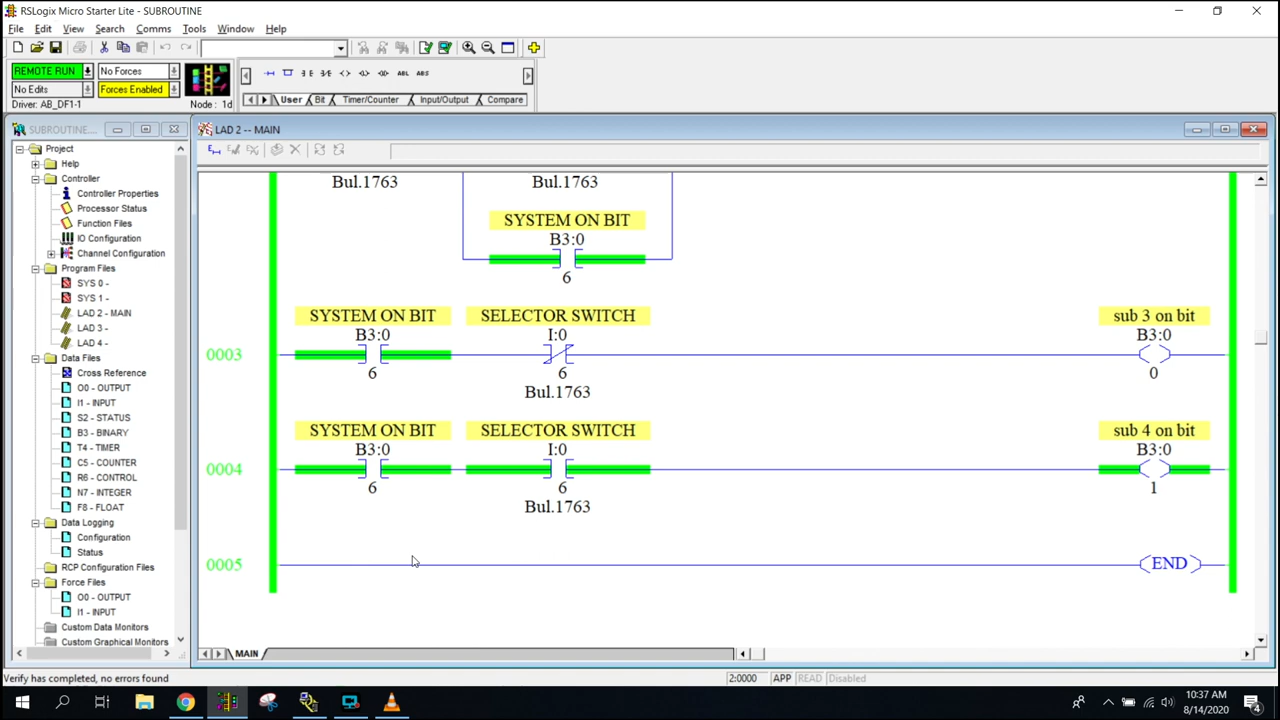 RSLogix Micro Starter Lite - SUBROUTINE
File Edit View Search Comms Tools Window Help
REMOTE RUN No Forces
No Edits Forces Enabled
Driver: AB_DF1-1 Node : 1d
User Bit Timer/Counter Input/Output Compare
ABL ABS
SUBROUTINE....
Project
Help
Controller
Controller Properties
Processor Status
Function Files
IO Configuration
Channel Configuration
Program Files
SYS 0 -
SYS 1 -
LAD 2 - MAIN
LAD 3 -
LAD 4 -
Data Files
Cross Reference
O0 - OUTPUT
I1 - INPUT
S2 - STATUS
B3 - BINARY
T4 - TIMER
C5 - COUNTER
R6 - CONTROL
N7 - INTEGER
F8 - FLOAT
Data Logging
Configuration
Status
RCP Configuration Files
Force Files
O0 - OUTPUT
I1 - INPUT
Custom Data Monitors
Custom Graphical Monitors
LAD 2 -- MAIN
Bul.1763 Bul.1763
SYSTEM ON BIT
B3:0
6
SYSTEM ON BIT SELECTOR SWITCH sub 3 on bit
B3:0 I:0 B3:0
0003
6 6 0
Bul.1763
SYSTEM ON BIT SELECTOR SWITCH sub 4 on bit
B3:0 I:0 B3:0
0004
6 6 1
Bul.1763
0005 END
MAIN
Verify has completed, no errors found 2:0000 APP READ Disabled
10:37 AM
8/14/2020
4